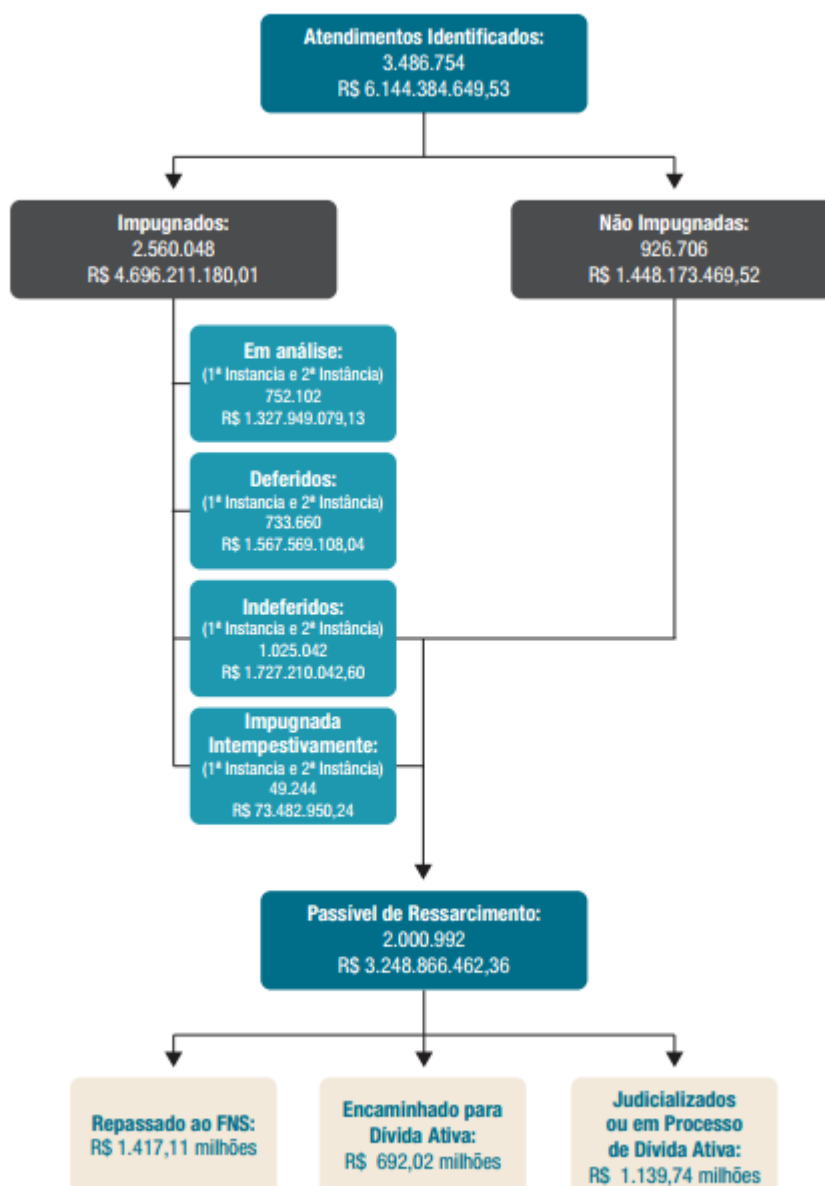 Atendimentos Identificados:
3.486.754
R$ 6.144.384.649,53
Impugnados:
2.560.048
R$ 4.696.211.180,01
Não Impugnadas:
926.706
R$ 1.448.173.469,52
Em análise:
(1ª Instancia e 2ª Instância)
752.102
R$ 1.327.949.079,13
Deferidos:
(1ª Instancia e 2ª Instância)
733.660
R$ 1.567.569.108,04
Indeferidos:
(1ª Instancia e 2ª Instância)
1.025.042
R$ 1.727.210.042,60
Impugnada
Intempestivamente:
(1ª Instancia e 2ª Instância)
49.244
R$ 73.482.950,24
Passível de Ressarcimento:
2.000.992
R$ 3.248.866.462,36
Repassado ao FNS:
R$ 1.417,11 milhões
Encaminhado para
Dívida Ativa:
R$ 692,02 milhões
Judicializados
ou em Processo
de Dívida Ativa:
R$ 1.139,74 milhões